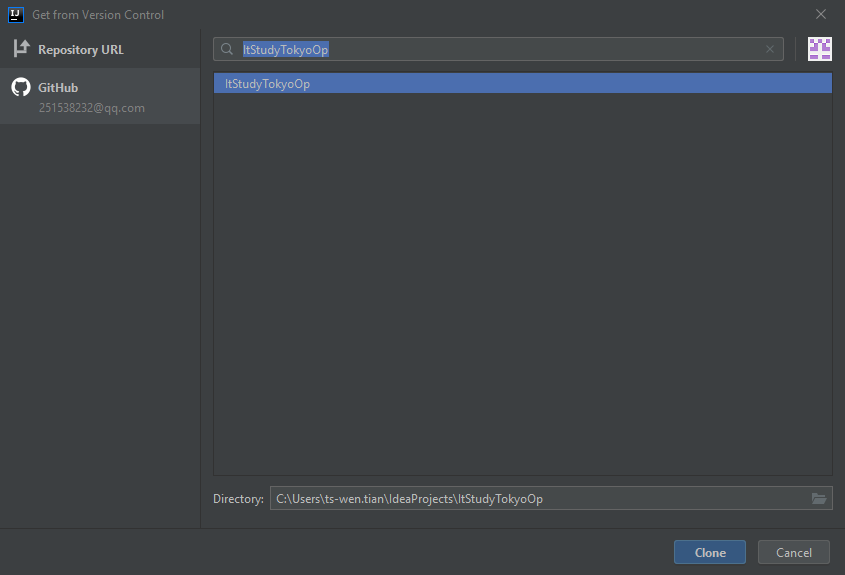 IJ
Get from Version Control
Repository URL
GitHub
251538232@qq.com
ItStudyTokyoOp
ItStudyTokyoOp
Directory: C:\Users\ts-wen.tian\IdeaProjects\ItStudyTokyoOp
Clone
Cancel